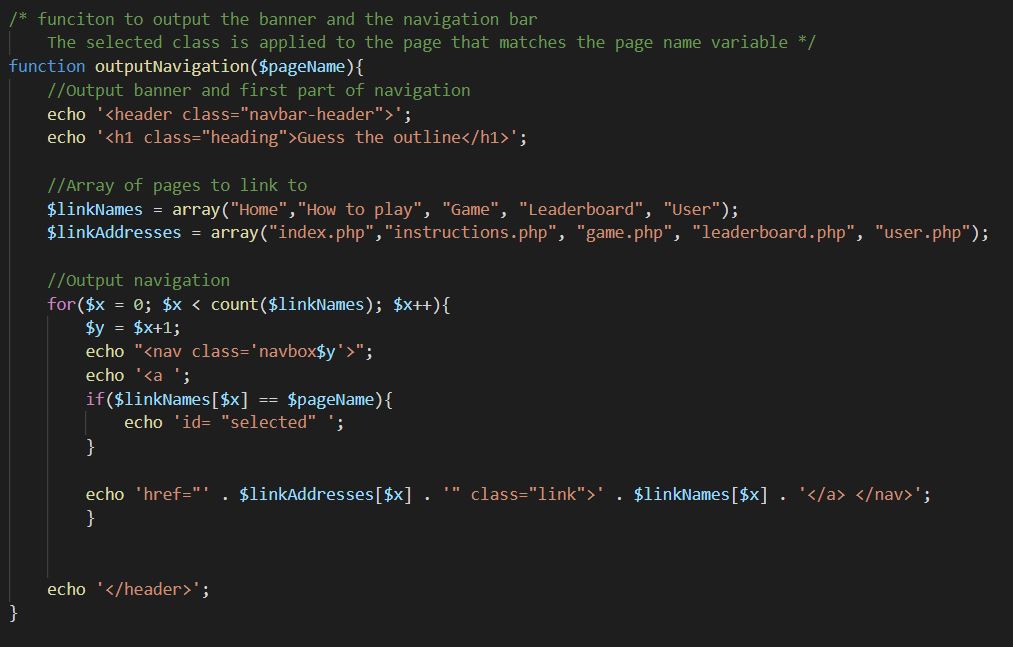 /* funciton to output the banner and the navigation bar
The selected class is applied to the page that matches the page name variable */
function outputNavigation($pageName){
//Output banner and first part of navigation
echo '<header class="navbar-header">';
echo '<h1 class="heading">Guess the outline</h1>';
//Array of pages to link to
$linkNames = array("Home","How to play", "Game", "Leaderboard", "User");
$linkAddresses = array("index.php","instructions.php", "game.php", "leaderboard.php", "user.php");
//Output navigation
for($x = 0; $x < count($linkNames); $x++){
$y = $x+1;
echo "<nav class='navbox$y'>";
echo '<a ';
if($linkNames[$x] == $pageName){
echo 'id= "selected" ';
}
echo 'href="' . $linkAddresses[$x] . '" class="link">' . $linkNames[$x] . '</a> </nav>';
}
echo '</header>';
}